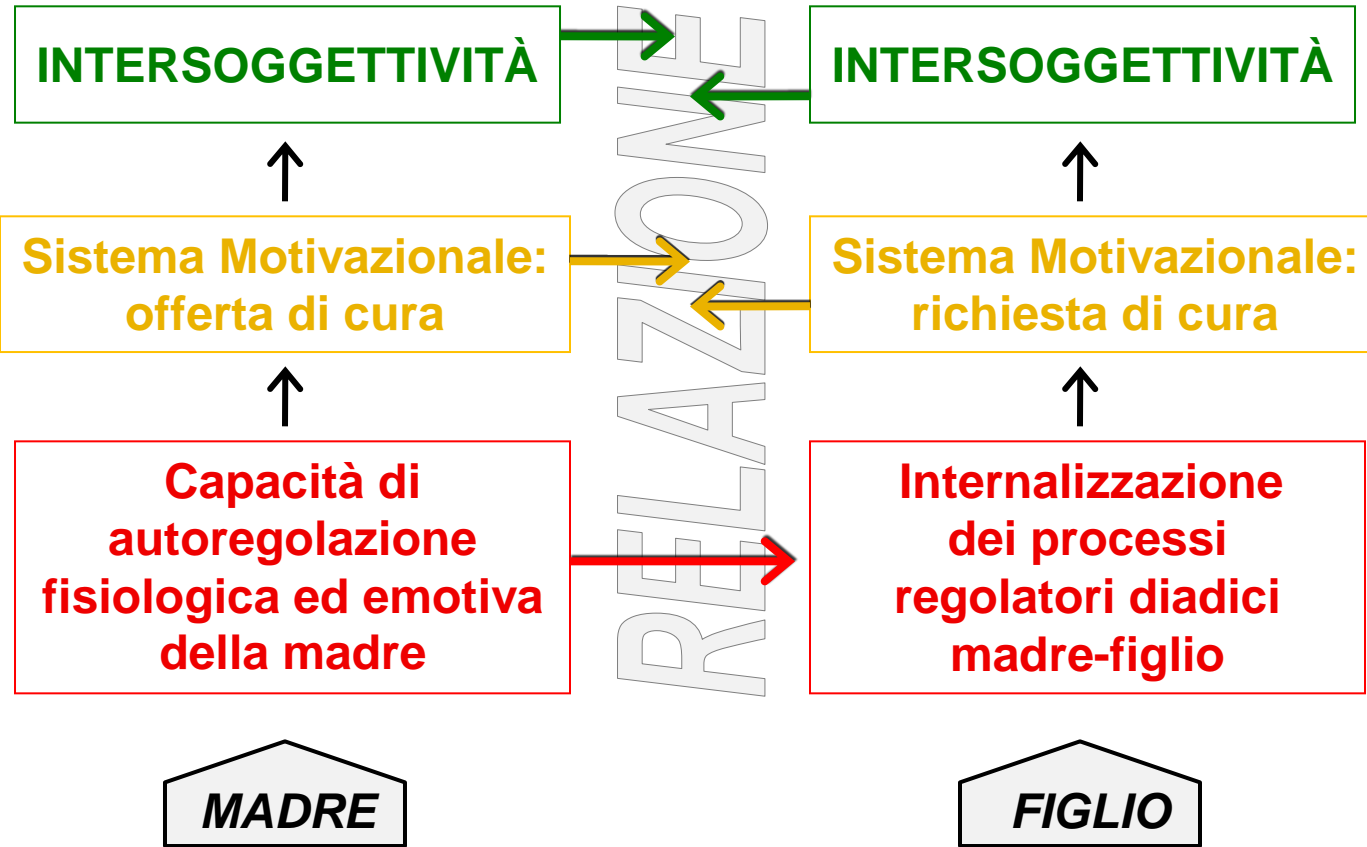 INTERSOGGETTIVITÀ
INTERSOGGETTIVITÀ
Sistema Motivazionale:
offerta di cura
Sistema Motivazionale:
richiesta di cura
Capacità di
autoregolazione
fisiologica ed emotiva
della madre
Internalizzazione
dei processi
regolatori diadici
madre-figlio
RELAZIONE
MADRE
FIGLIO